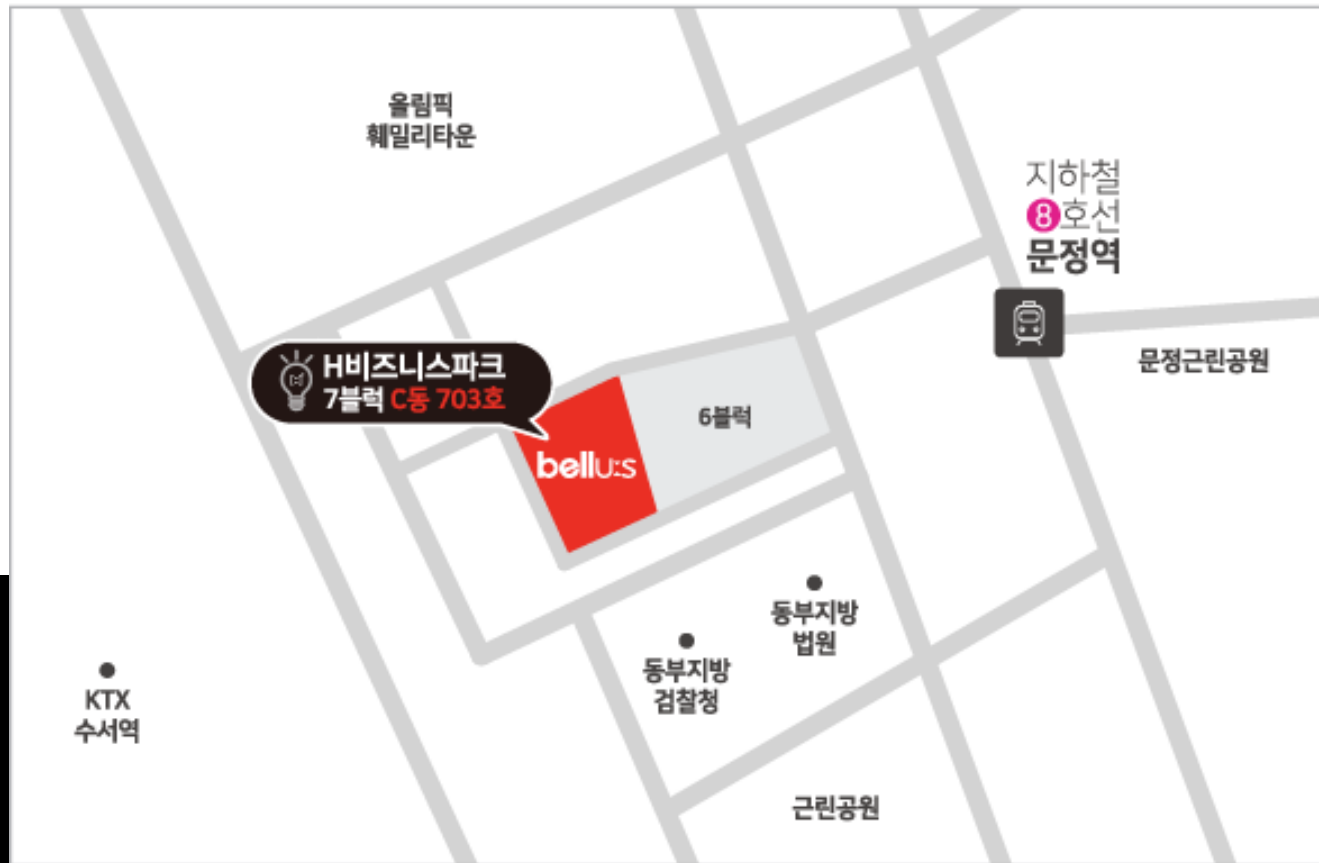 올림픽
훼밀리타운
지하철
8호선
문정역
문정근린공원
H비즈니스파크
7블럭 C동 703호
6블럭
bellu:s
동부지방
법원
동부지방
검찰청
KTX
수서역
근린공원